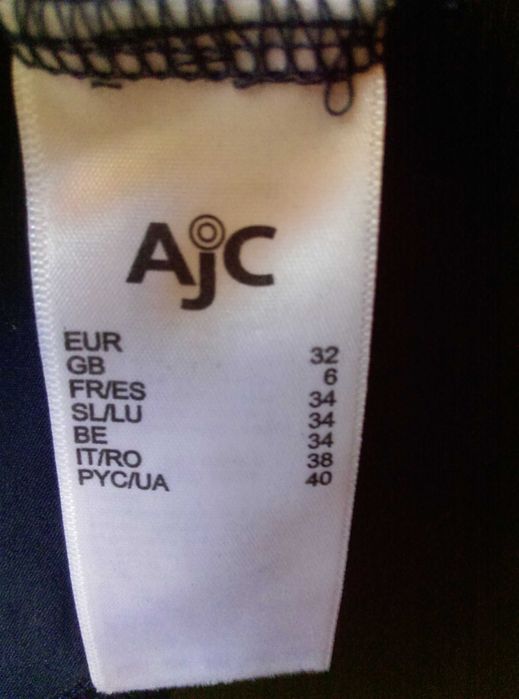 AjC
EUR 32
GB 6
FR/ES 34
SL/LU 34
BE 34
IT/RO 38
PYC/UA 40